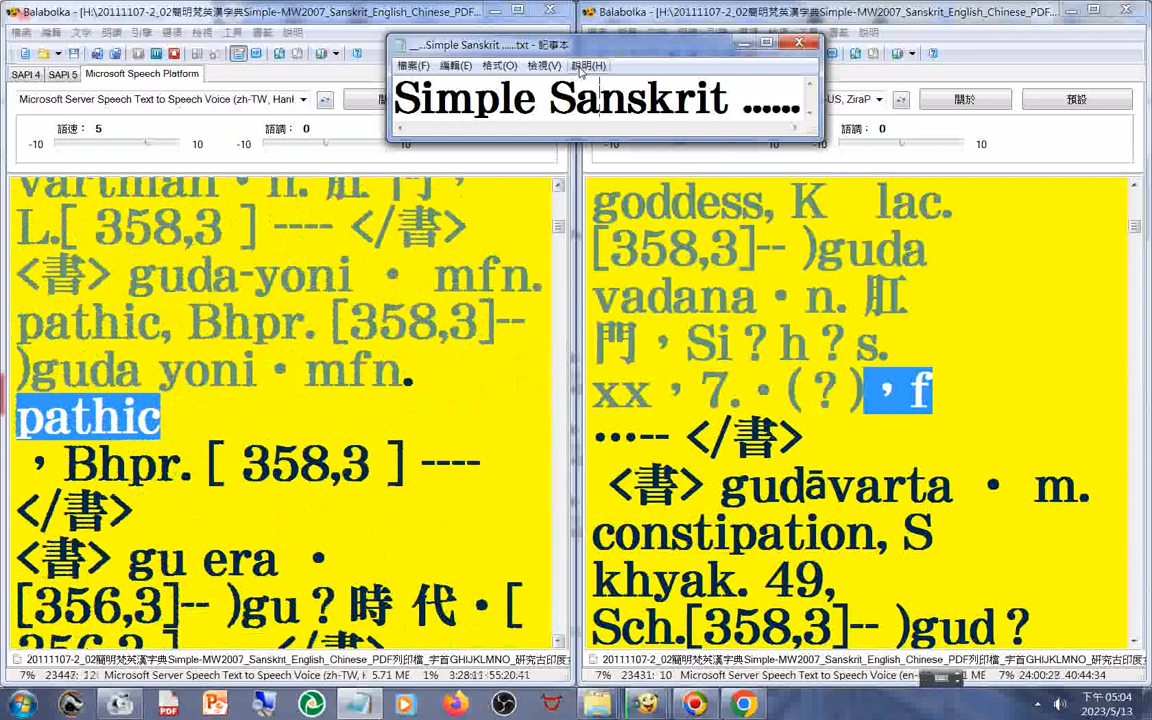 Balabolka - [H:\20111107-2_02簡明梵英漢字典Simple-MW2007_Sanskrit_English_Chinese_PDF
Balabolka - [H:\20111107-2_02簡明梵英漢字典Simple-MW2007_Sanskrit_English_Chinese_PDF
__....Simple Sanskrit ......txt - 記事本
檔案(F) 編輯(E) 格式(O) 檢視(V) 說明(H)
Simple Sanskrit ......
SAPI 4 SAPI 5 Microsoft Speech Platform
Microsoft Server Speech Text to Speech Voice (zh-TW, Han
-US, ZiraP
關於 預設
語速： 5 語調： 0
-10 10 -10
語調： 0
10
vartman • n. 肛 門，
L.[ 358,3 ] ---- </書>
<書> guda-yoni • mfn.
pathic, Bhpr. [358,3]--
)guda yoni • mfn.
pathic
，Bhpr. [ 358,3 ] ----
</書>
<書> gu era •
[356,3]-- )gu ? 時 代 • [
356,3 ] </書>
goddess, K lac.
[358,3]-- )guda
vadana • n. 肛
門，Si ? h ? s.
xx，7. • ( ? )，f
•••-- </書>
<書> gudāvarta • m.
constipation, S
khyak. 49,
Sch.[358,3]-- )gud ?
20111107-2_02簡明梵英漢字典Simple-MW2007_Sanskrit_English_Chinese_PDF列印檔_字首GHIJKLMNO_研究古印度
20111107-2_02簡明梵英漢字典Simple-MW2007_Sanskrit_English_Chinese_PDF列印檔_字首GHIJKLMNO_研究古印度
7% 23447: 12 Microsoft Server Speech Text to Speech Voice (zh-TW, 5.71 ME 1% 3:28:11-55:20:41
7% 23431: 10 Microsoft Server Speech Text to Speech Voice 7% 24:00:23 40:44:34
下午 05:04
2023/5/13